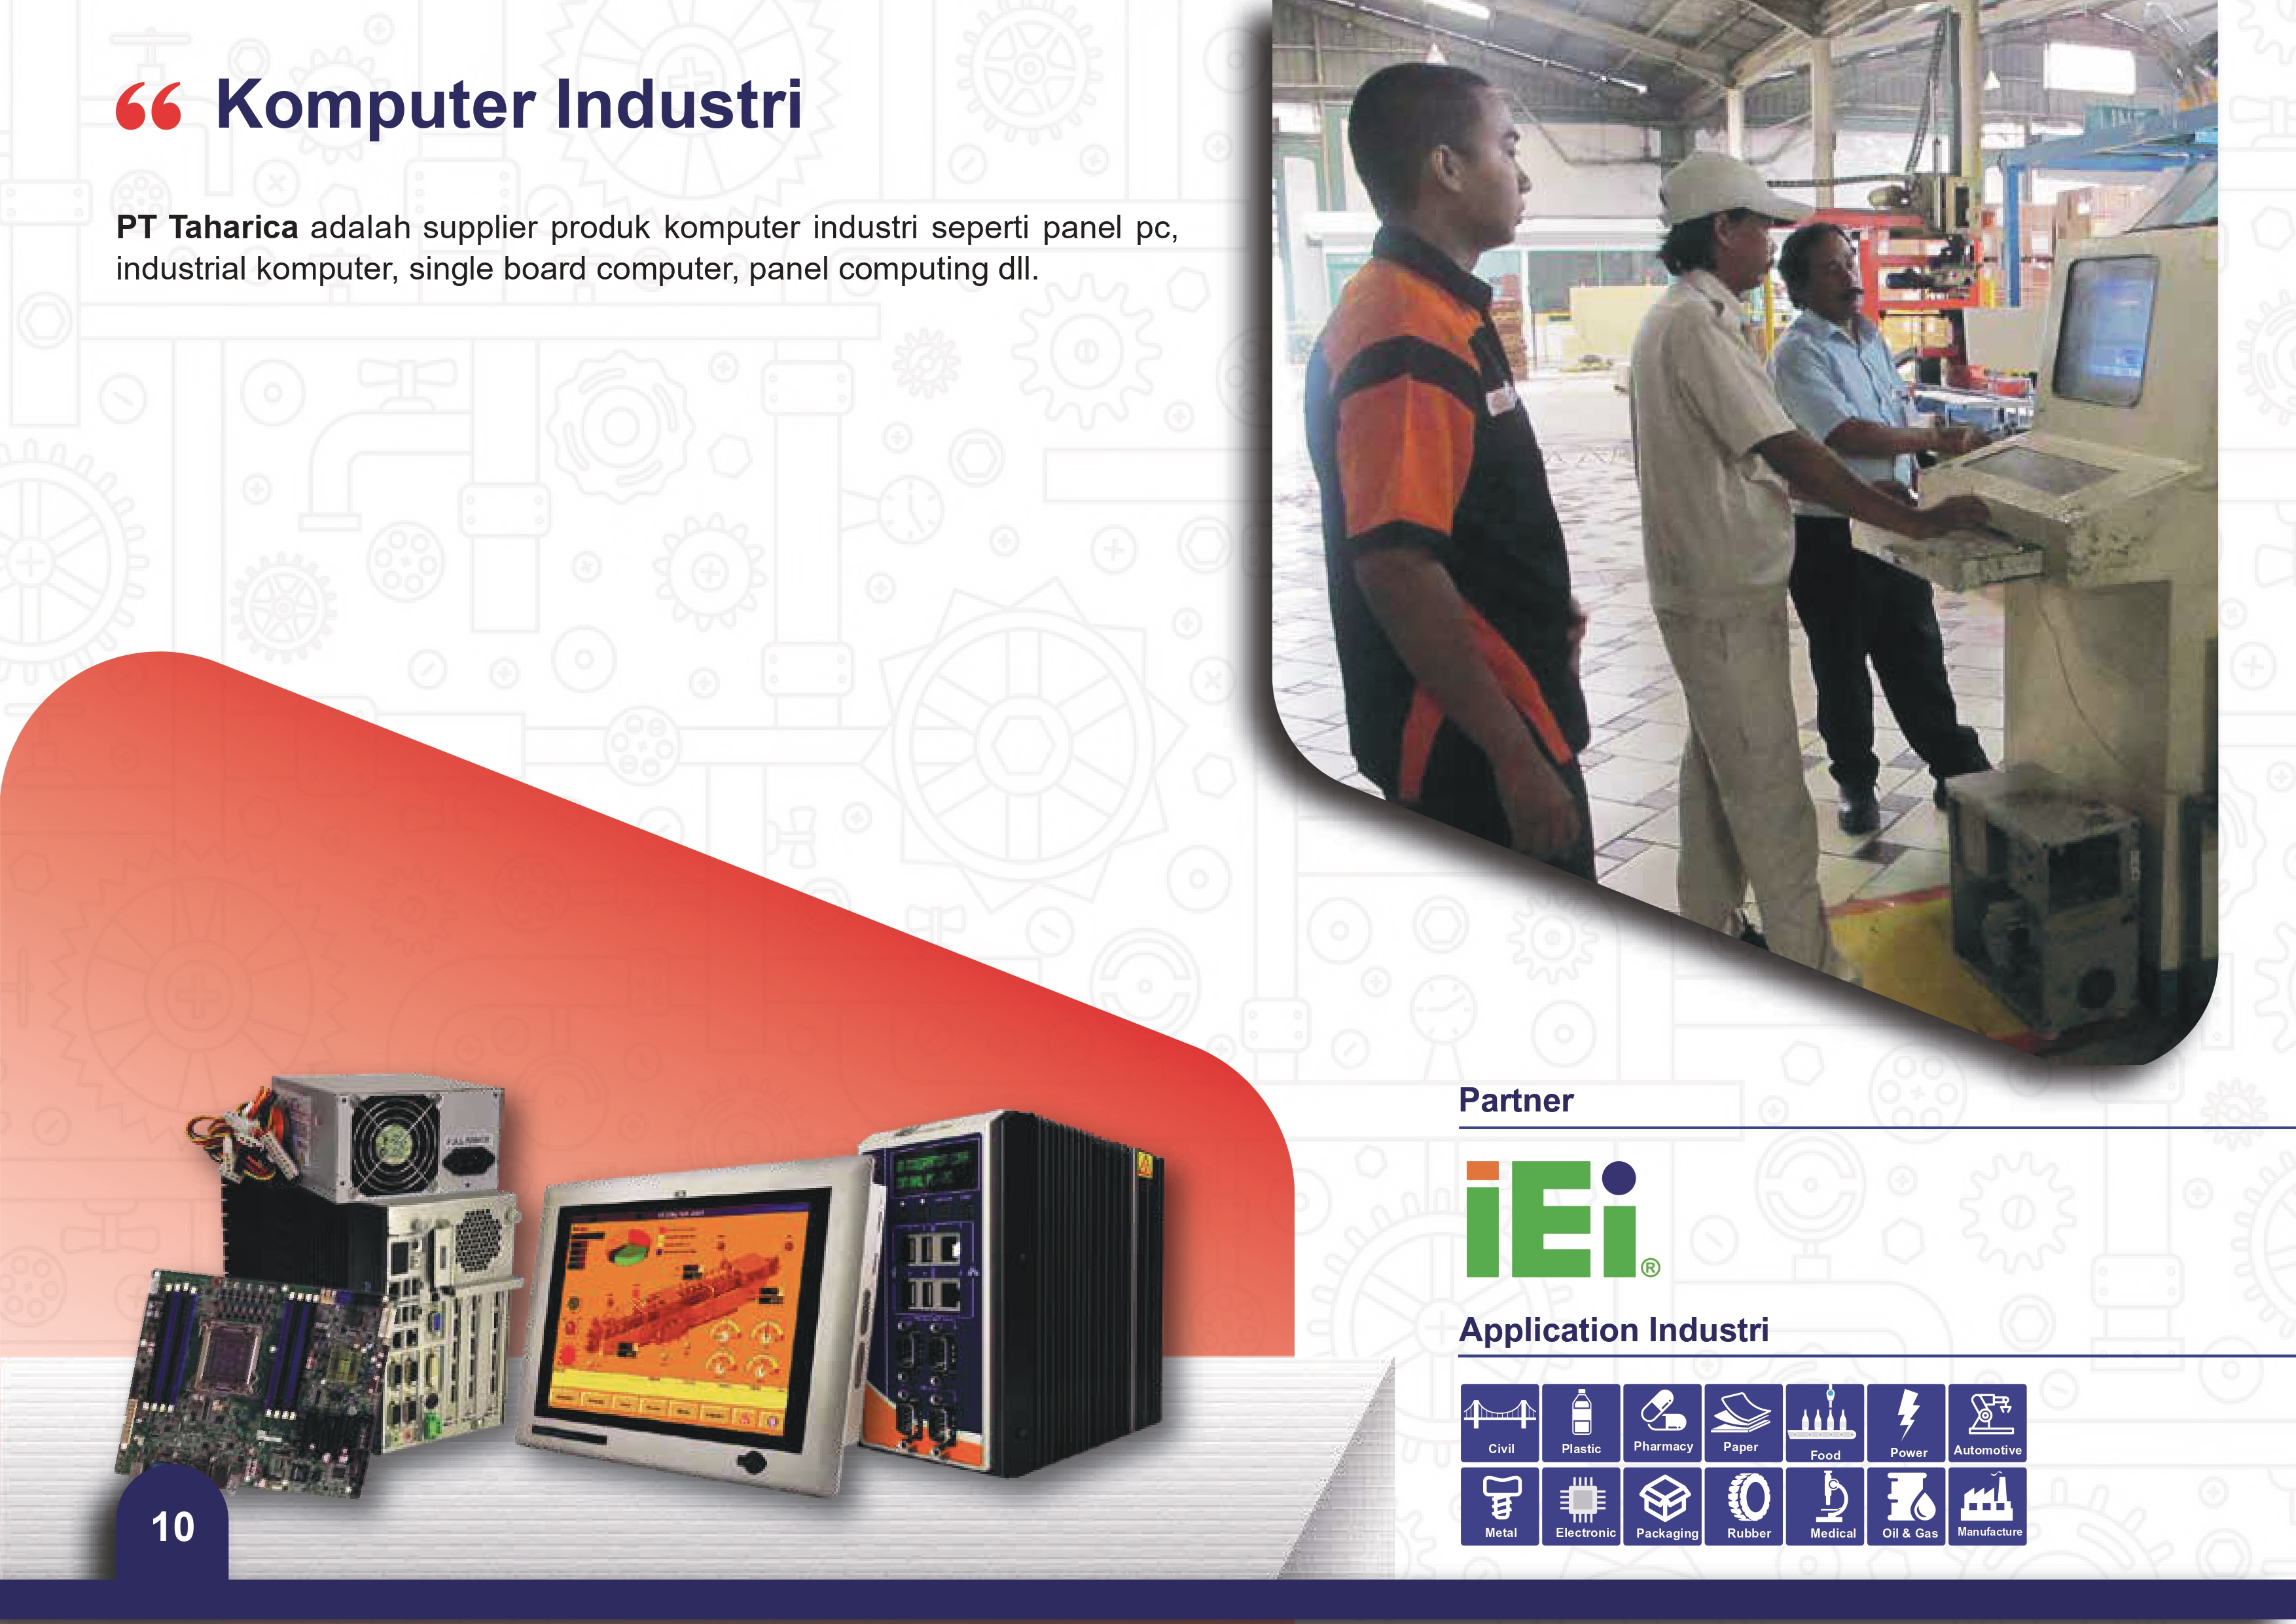 Komputer Industri
PT Taharica adalah supplier produk komputer industri seperti panel pc,
industrial komputer, single board computer, panel computing dll.
Partner
iEi®
Application Industri
Civil
Plastic
Pharmacy
Paper
Food
Power
Automotive
Metal
Electronic
Packaging
Rubber
Medical
Oil & Gas
Manufacture
10